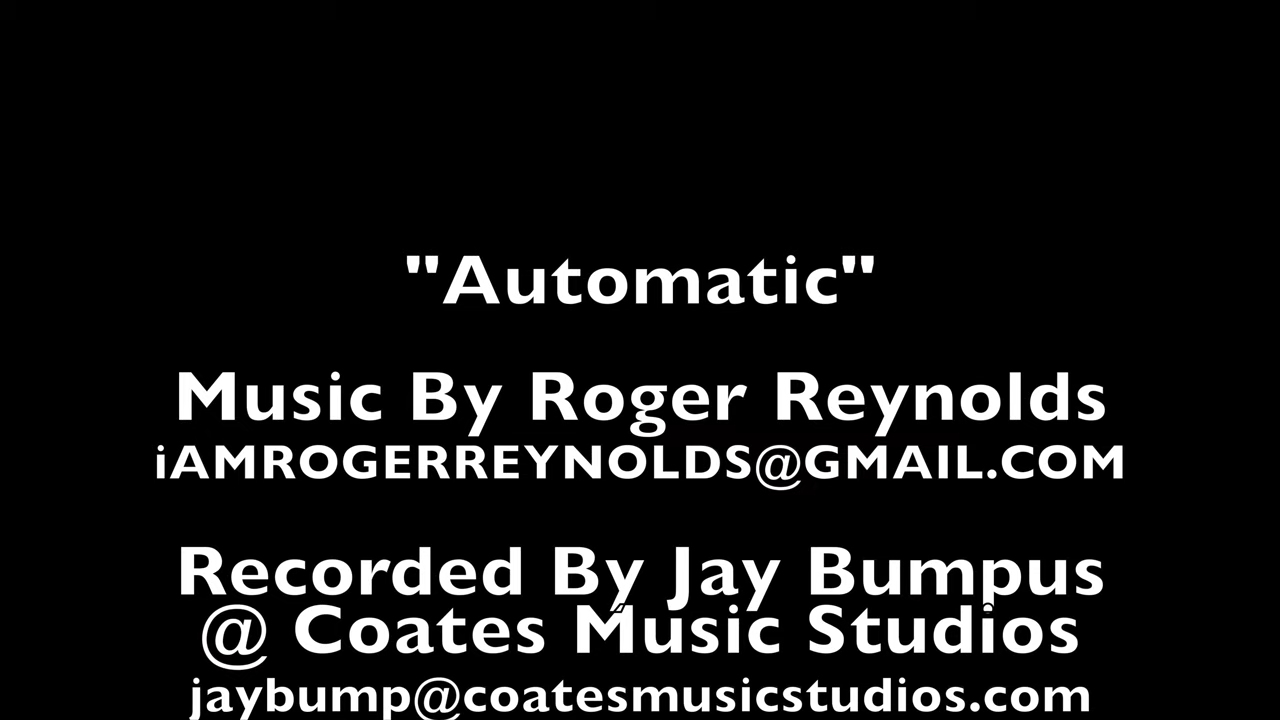 "Automatic"
Music By Roger Reynolds
iAMROGERREYNOLDS@GMAIL.COM
Recorded By Jay Bumpus
@ Coates Music Studios
jaybump@coatesmusicstudios.com